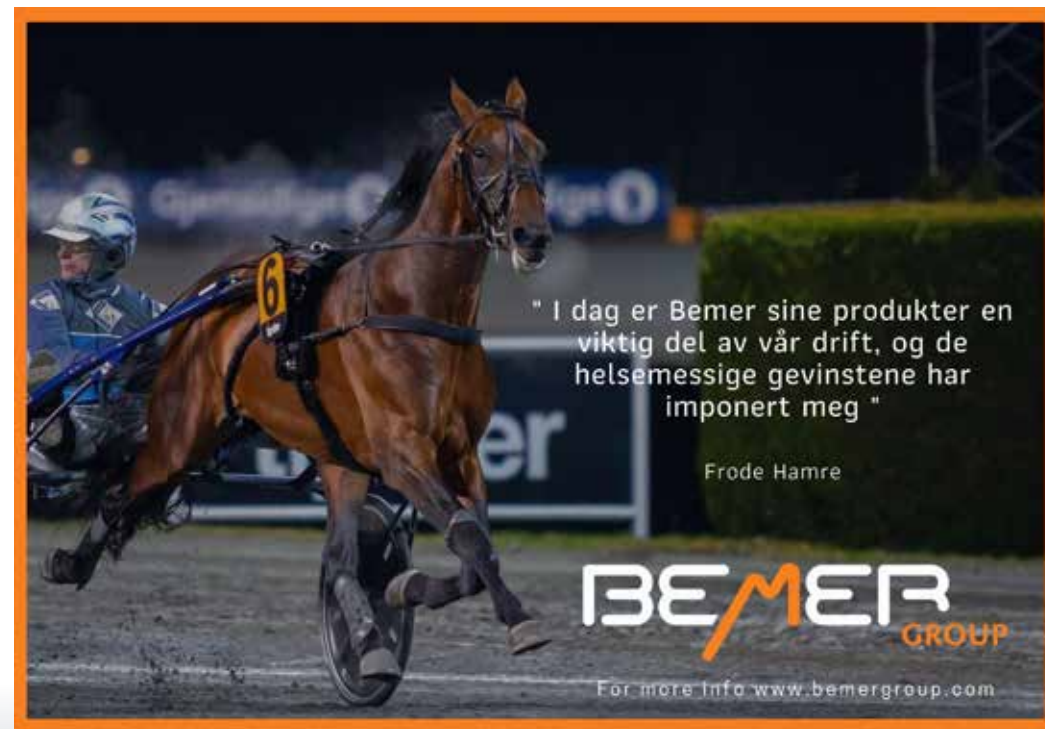 Gjensidige
6
" I dag er Bemer sine produkter en
viktig del av vår drift, og de
helsemessige gevinstene har
imponert meg "
Frode Hamre
BEMER
GROUP
For more Info www.bemergroup.com